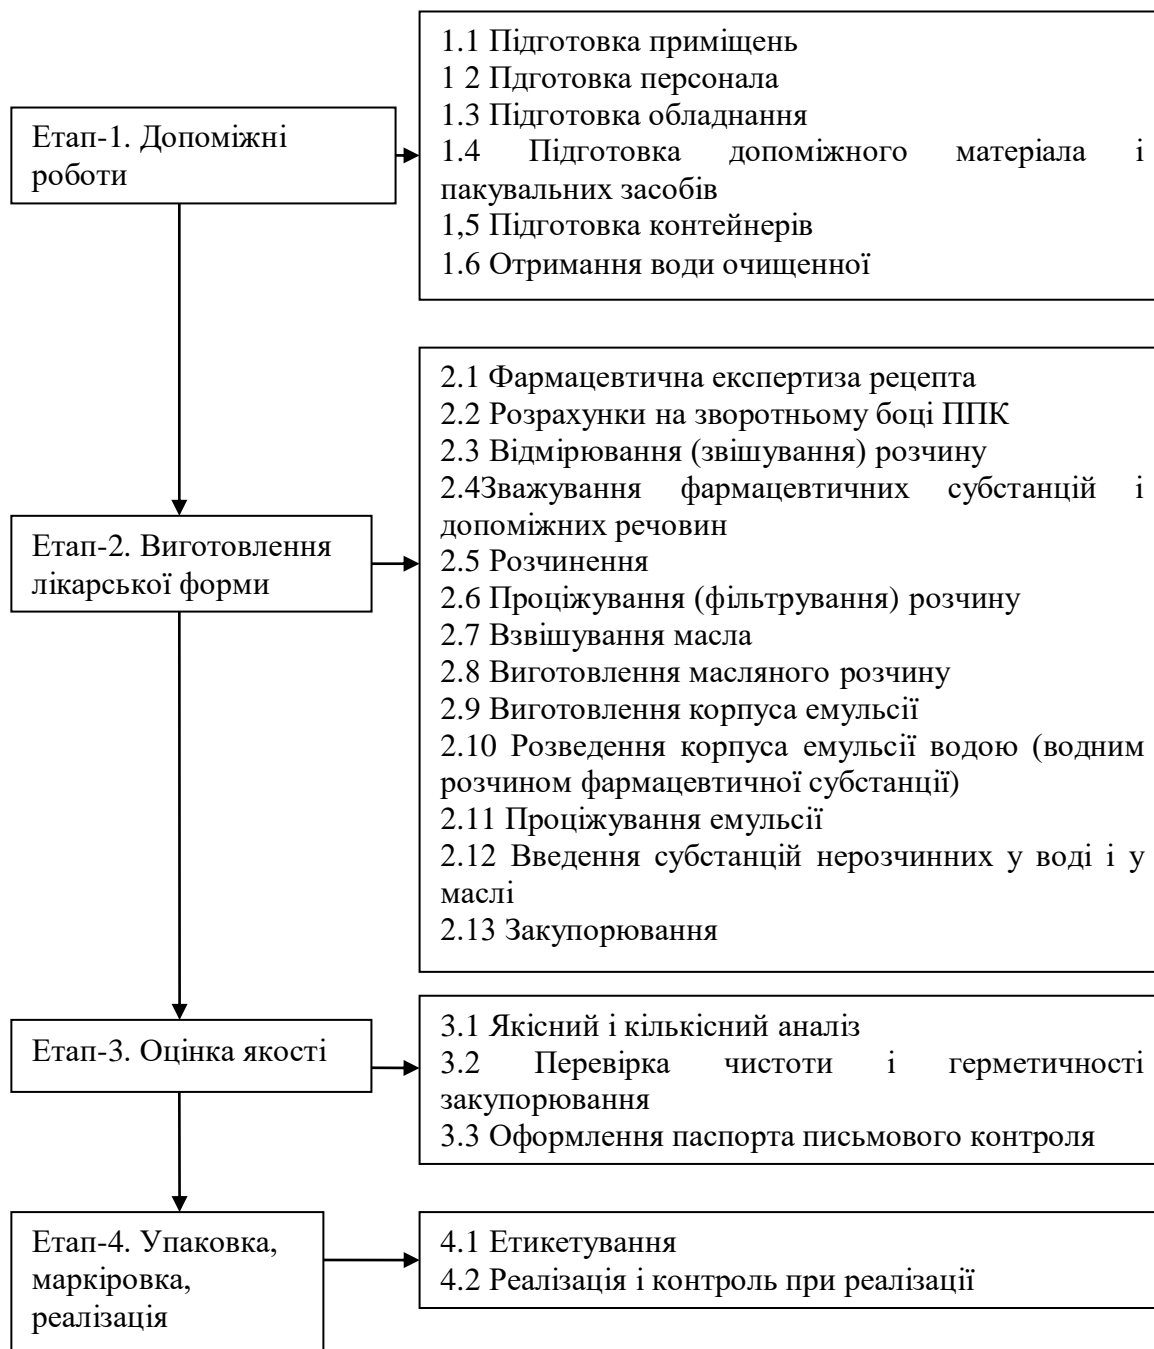 Етап-1. Допоміжні
роботи
1.1 Підготовка приміщень
1 2 Пдготовка персонала
1.3 Підготовка обладнання
1.4 Підготовка допоміжного матеріала і
пакувальних засобів
1,5 Підготовка контейнерів
1.6 Отримання води очищенної
Етап-2. Виготовлення
лікарської форми
2.1 Фармацевтична експертиза рецепта
2.2 Розрахунки на зворотньому боці ППК
2.3 Відмірювання (звішування) розчину
2.4Зважування фармацевтичних субстанцій і
допоміжних речовин
2.5 Розчинення
2.6 Проціжування (фільтрування) розчину
2.7 Взвішування масла
2.8 Виготовлення масляного розчину
2.9 Виготовлення корпуса емульсії
2.10 Розведення корпуса емульсії водою (водним
розчином фармацевтичної субстанції)
2.11 Проціжування емульсії
2.12 Введення субстанцій нерозчинних у воді і у
маслі
2.13 Закупорювання
Етап-3. Оцінка якості
3.1 Якісний і кількісний аналіз
3.2 Перевірка чистоти і герметичності
закупорювання
3.3 Оформлення паспорта письмового контроля
Етап-4. Упаковка,
маркіровка,
реалізація
4.1 Етикетування
4.2 Реалізація і контроль при реалізації